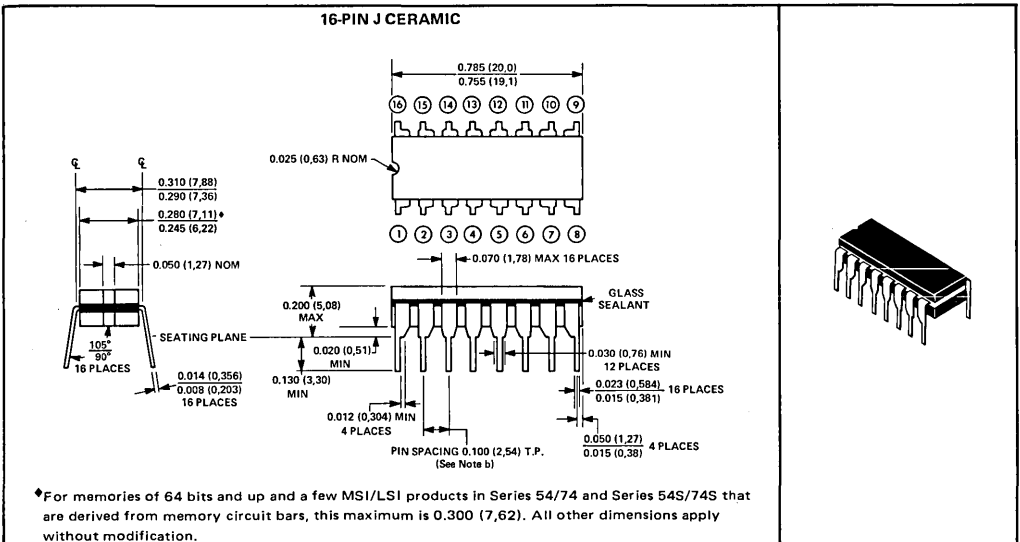 16-PIN J CERAMIC
0.785 (20,0)
0.755 (19,1)
16 15 14 13 12 11 10 9
0.025 (0,63) R NOM
℄ ℄
0.310 (7,88)
0.290 (7,36)
0.280 (7,11)♦
0.245 (6,22)
0.050 (1,27) NOM
1 2 3 4 5 6 7 8
0.070 (1,78) MAX 16 PLACES
0.200 (5,08)
MAX
GLASS
SEALANT
SEATING PLANE
105°
90°
16 PLACES
0.020 (0,51)
MIN
0.030 (0,76) MIN
12 PLACES
0.014 (0,356)
0.008 (0,203)
16 PLACES
0.130 (3,30)
MIN
0.023 (0,584)
0.015 (0,381)
16 PLACES
0.012 (0,304) MIN
4 PLACES
0.050 (1,27)
0.015 (0,38)
4 PLACES
PIN SPACING 0.100 (2,54) T.P.
(See Note b)
♦For memories of 64 bits and up and a few MSI/LSI products in Series 54/74 and Series 54S/74S that
are derived from memory circuit bars, this maximum is 0.300 (7,62). All other dimensions apply
without modification.